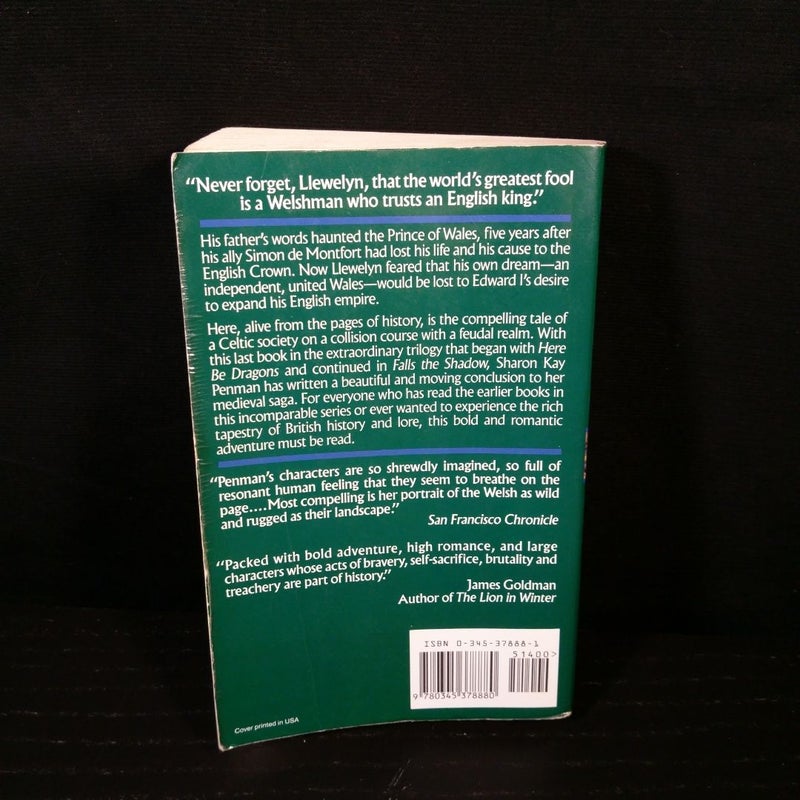 “Never forget, Llewelyn, that the world’s greatest fool
is a Welshman who trusts an English king.”
His father’s words haunted the Prince of Wales, five years after
his ally Simon de Montfort had lost his life and his cause to the
English Crown. Now Llewelyn feared that his own dream—an
independent, united Wales—would be lost to Edward I’s desire
to expand his English empire.
Here, alive from the pages of history, is the compelling tale of
a Celtic society on a collision course with a feudal realm. With
this last book in the extraordinary trilogy that began with Here
Be Dragons and continued in Falls the Shadow, Sharon Kay
Penman has written a beautiful and moving conclusion to her
medieval saga. For everyone who has read the earlier books in
this incomparable series or ever wanted to experience the rich
tapestry of British history and lore, this bold and romantic
adventure must be read.
“Penman’s characters are so shrewdly imagined, so full of
resonant human feeling that they seem to breathe on the
page....Most compelling is her portrait of the Welsh as wild
and rugged as their landscape.”
San Francisco Chronicle
“Packed with bold adventure, high romance, and large
characters whose acts of bravery, self-sacrifice, brutality and
treachery are part of history.”
James Goldman
Author of The Lion in Winter
ISBN 0-345-37888-1
51400>
9 780345 378880
Cover printed in USA